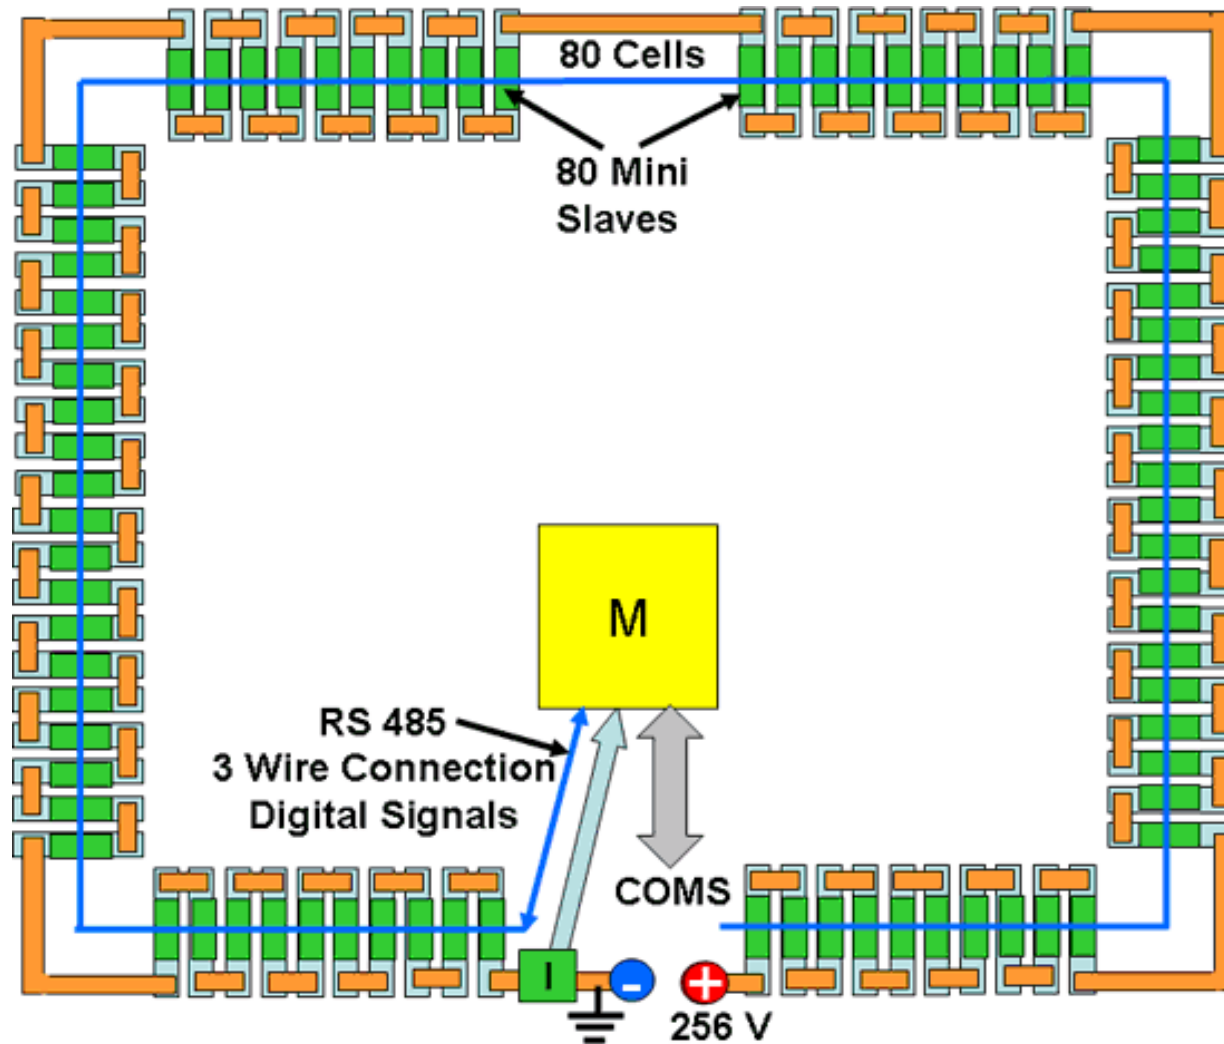 80 Cells
80 Mini
Slaves
M
RS 485
3 Wire Connection
Digital Signals
COMS
I
-
+
256 V